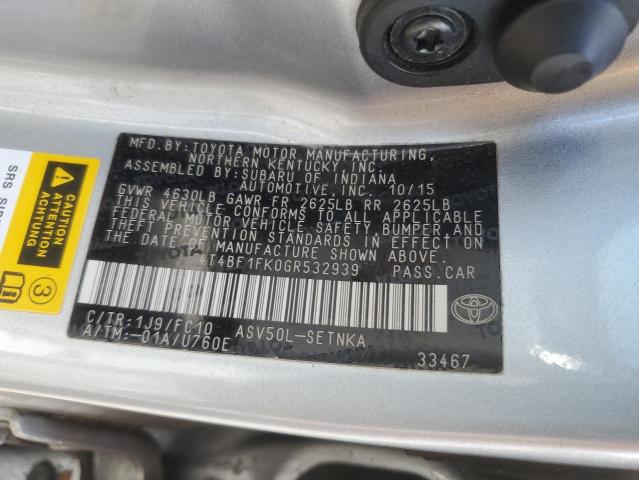 MFD.BY:TOYOTA MOTOR MANUFACTURING,
NORTHERN KENTUCKY, INC.
ASSEMBLED BY:SUBARU OF INDIANA
AUTOMOTIVE, INC. 10/15
GVWR 4630LB GAWR FR 2625LB RR 2625LB
THIS VEHICLE CONFORMS TO ALL APPLICABLE
FEDERAL MOTOR VEHICLE SAFETY, BUMPER, AND
THEFT PREVENTION STANDARDS IN EFFECT ON
THE DATE OF MANUFACTURE SHOWN ABOVE.
4T4BF1FK0GR532939 PASS.CAR
C/TR:1J9/FC10 ASV50L-SETNKA
A/TM:-01A/U760E
33467
CAUTION
ATTENTION
ACHTUNG
3
SRS